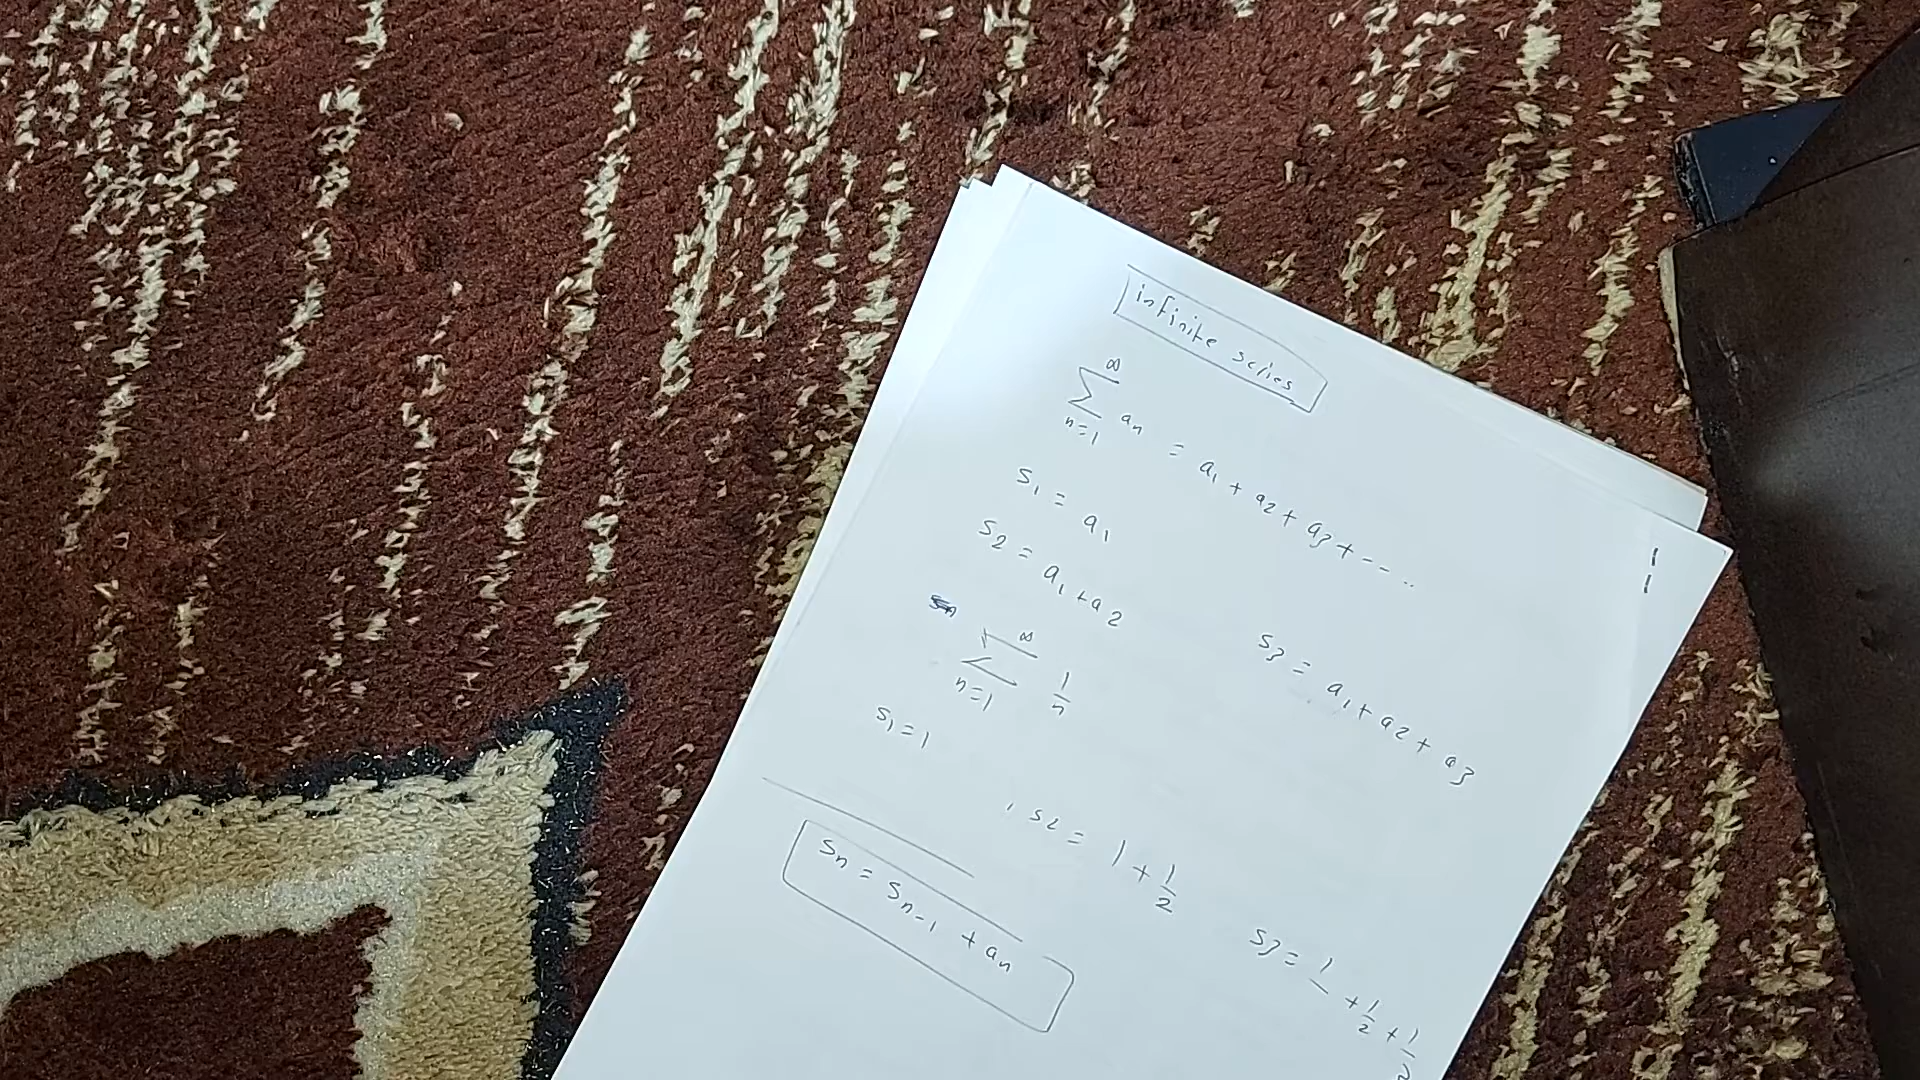 infinite series
∞ ∑ n=1 an = a1 + a2 + a3 + -- ..
s1 = a1
s2 = a1 + a2 s3 = a1 + a2 + a3
∞ ∑ n=1 1/n
s1 = 1 , s2 = 1 + 1/2 s3 = 1 + 1/2 +
sn = sn-1 + an